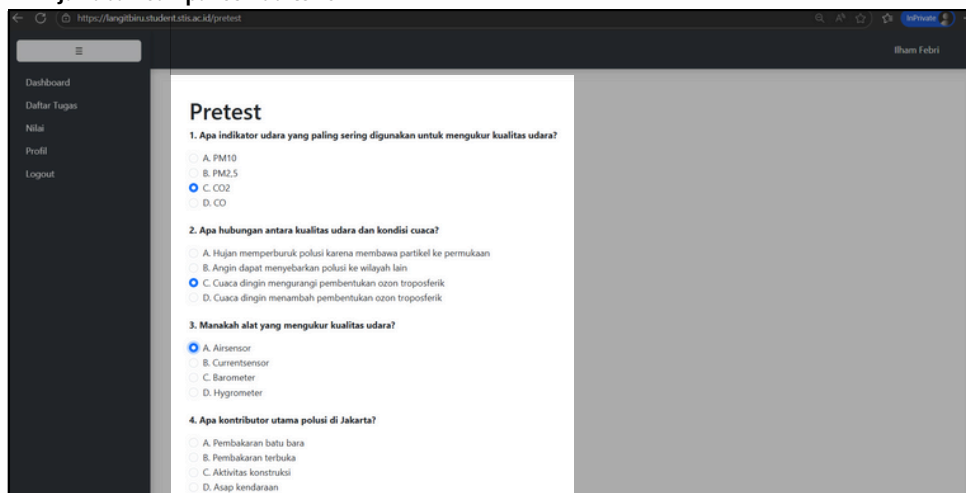 https://langitbiru.student.stis.ac.id/pretest
InPrivate
Ilham Febri
Dashboard
Daftar Tugas
Nilai
Profil
Logout
Pretest
1. Apa indikator udara yang paling sering digunakan untuk mengukur kualitas udara?
A. PM10
B. PM2,5
C. CO2
D. CO
2. Apa hubungan antara kualitas udara dan kondisi cuaca?
A. Hujan memperburuk polusi karena membawa partikel ke permukaan
B. Angin dapat menyebarkan polusi ke wilayah lain
C. Cuaca dingin mengurangi pembentukan ozon troposferik
D. Cuaca dingin menambah pembentukan ozon troposferik
3. Manakah alat yang mengukur kualitas udara?
A. Airsensor
B. Currentsensor
C. Barometer
D. Hygrometer
4. Apa kontributor utama polusi di Jakarta?
A. Pembakaran batu bara
B. Pembakaran terbuka
C. Aktivitas konstruksi
D. Asap kendaraan